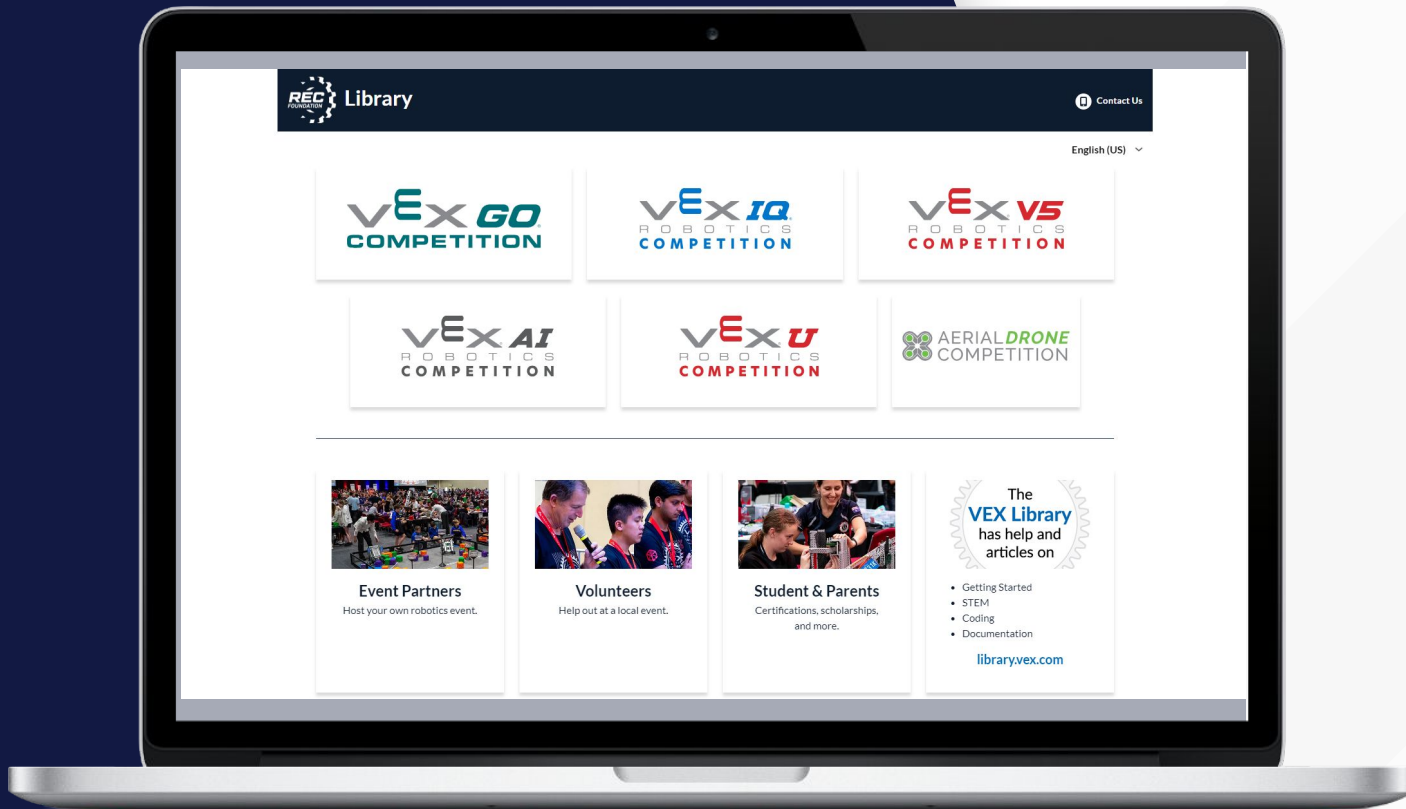 REC
FOUNDATION
Library
Contact Us
English (US)
VEX GO
COMPETITION
VEX IQ
ROBOTICS
COMPETITION
VEX V5
ROBOTICS
COMPETITION
VEX AI
ROBOTICS
COMPETITION
VEX U
ROBOTICS
COMPETITION
AERIAL DRONE
COMPETITION
Event Partners
Host your own robotics event.
Volunteers
Help out at a local event.
Student & Parents
Certifications, scholarships,
and more.
The
VEX Library
has help and
articles on
• Getting Started
• STEM
• Coding
• Documentation
library.vex.com